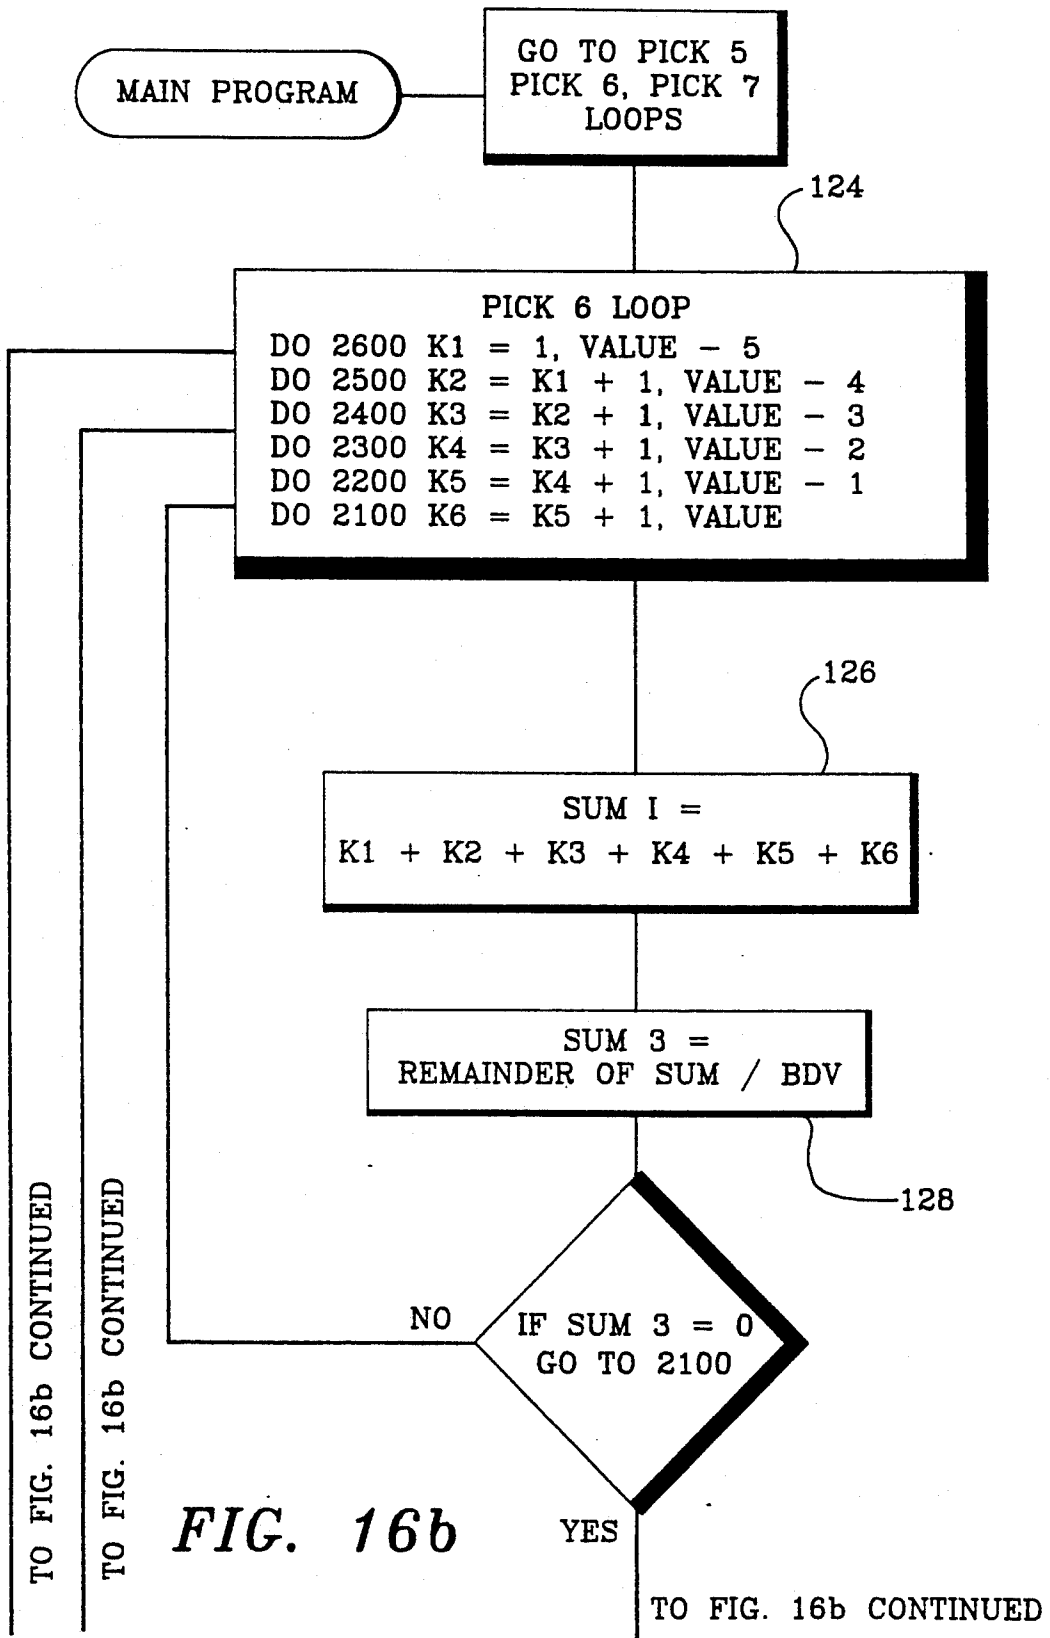 MAIN PROGRAM
GO TO PICK 5
PICK 6, PICK 7
LOOPS
124
PICK 6 LOOP
DO 2600 K1 = 1, VALUE - 5
DO 2500 K2 = K1 + 1, VALUE - 4
DO 2400 K3 = K2 + 1, VALUE - 3
DO 2300 K4 = K3 + 1, VALUE - 2
DO 2200 K5 = K4 + 1, VALUE - 1
DO 2100 K6 = K5 + 1, VALUE
126
SUM I =
K1 + K2 + K3 + K4 + K5 + K6
SUM 3 =
REMAINDER OF SUM / BDV
128
NO
IF SUM 3 = 0
GO TO 2100
YES
TO FIG. 16b CONTINUED
TO FIG. 16b CONTINUED
FIG. 16b
TO FIG. 16b CONTINUED